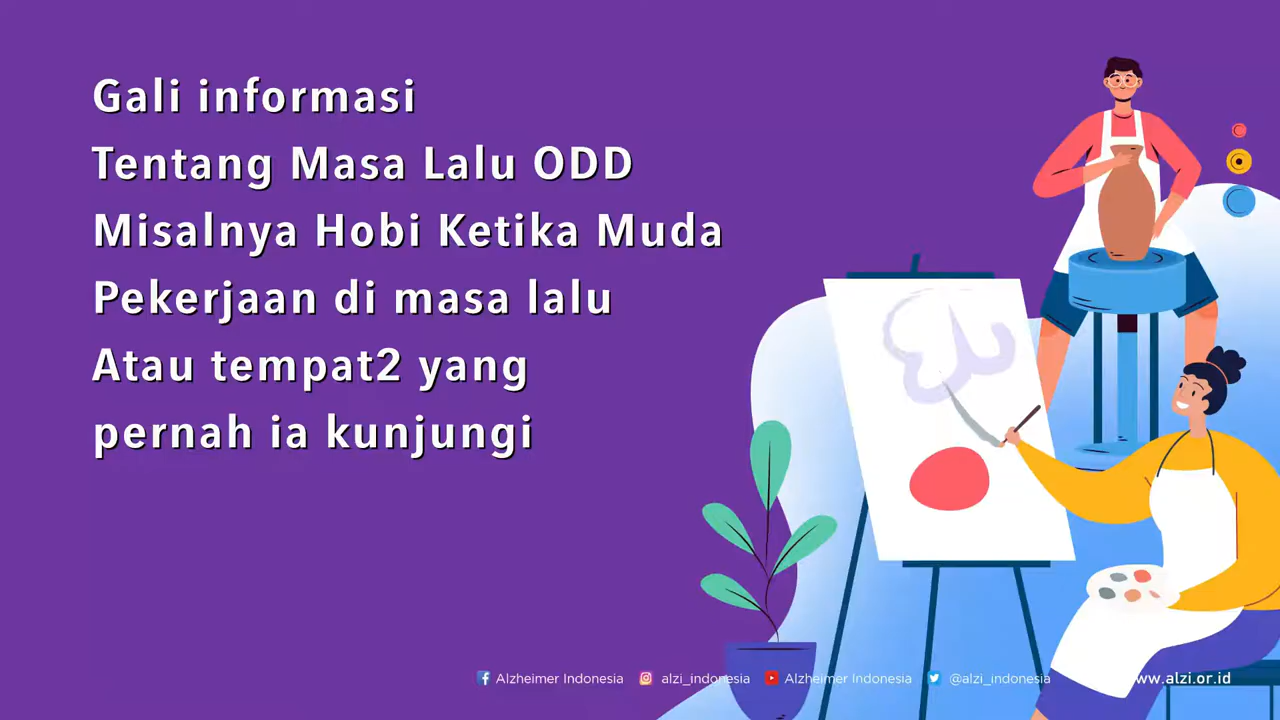 Gali informasi
Tentang Masa Lalu ODD
Misalnya Hobi Ketika Muda
Pekerjaan di masa lalu
Atau tempat2 yang
pernah ia kunjungi
Alzheimer Indonesia alzi_indonesia Alzheimer Indonesia @alzi_indonesia www.alzi.or.id